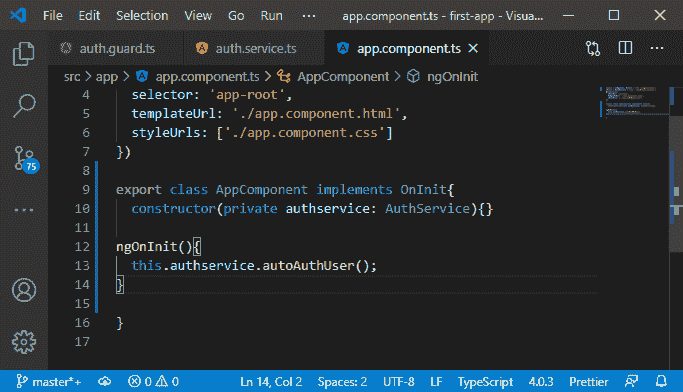 File Edit Selection View Go Run ··· app.component.ts - first-app - Visua...
auth.guard.ts auth.service.ts app.component.ts
src > app > app.component.ts > AppComponent > ngOnInit
4 selector: 'app-root',
5 templateUrl: './app.component.html',
6 styleUrls: ['./app.component.css']
7 })
8
9 export class AppComponent implements OnInit{
10 constructor(private authservice: AuthService){}
11
12 ngOnInit(){
13 this.authservice.autoAuthUser();
14 }
15
16 }
17
75
master*+ 0 0 Ln 14, Col 2 Spaces: 2 UTF-8 LF TypeScript 4.0.3 Prettier